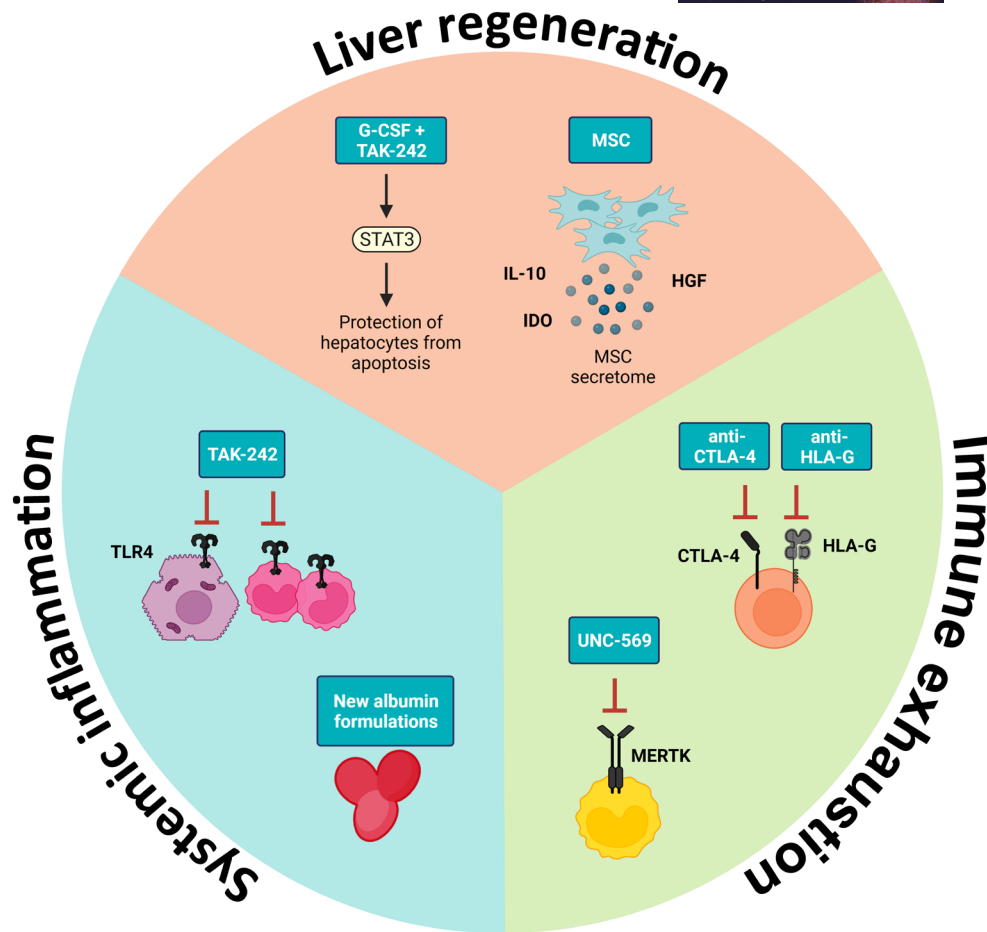 Liver regeneration
G-CSF +
TAK-242
STAT3
Protection of
hepatocytes from
apoptosis
MSC
IL-10
HGF
IDO
MSC
secretome
Systemic inflammation
TAK-242
TLR4
New albumin
formulations
Immune exhaustion
anti-
CTLA-4
anti-
HLA-G
CTLA-4
HLA-G
UNC-569
MERTK